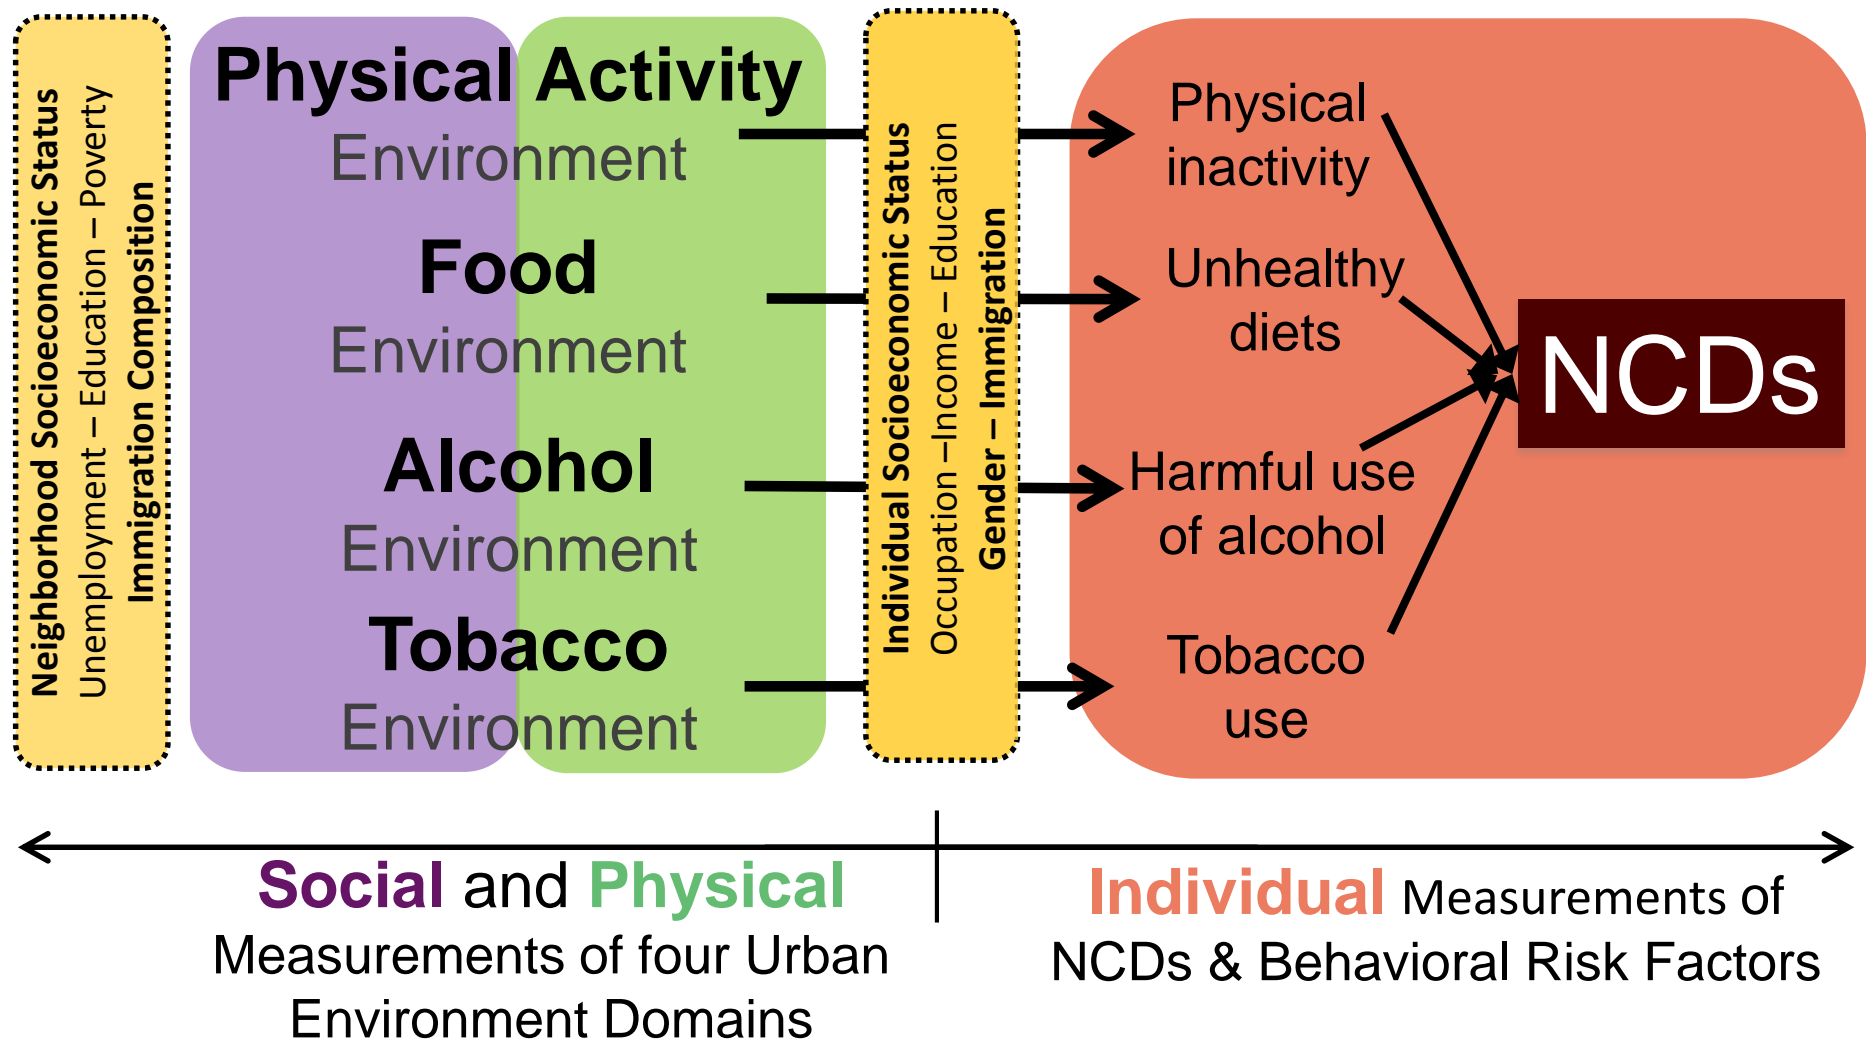 Neighborhood Socioeconomic Status
Unemployment – Education – Poverty
Immigration Composition
Physical Activity
Environment
Food
Environment
Alcohol
Environment
Tobacco
Environment
Individual Socioeconomic Status
Occupation –Income – Education
Gender – Immigration
Physical
inactivity
Unhealthy
diets
Harmful use
of alcohol
Tobacco
use
NCDs
Social and Physical
Measurements of four Urban
Environment Domains
Individual Measurements of
NCDs & Behavioral Risk Factors